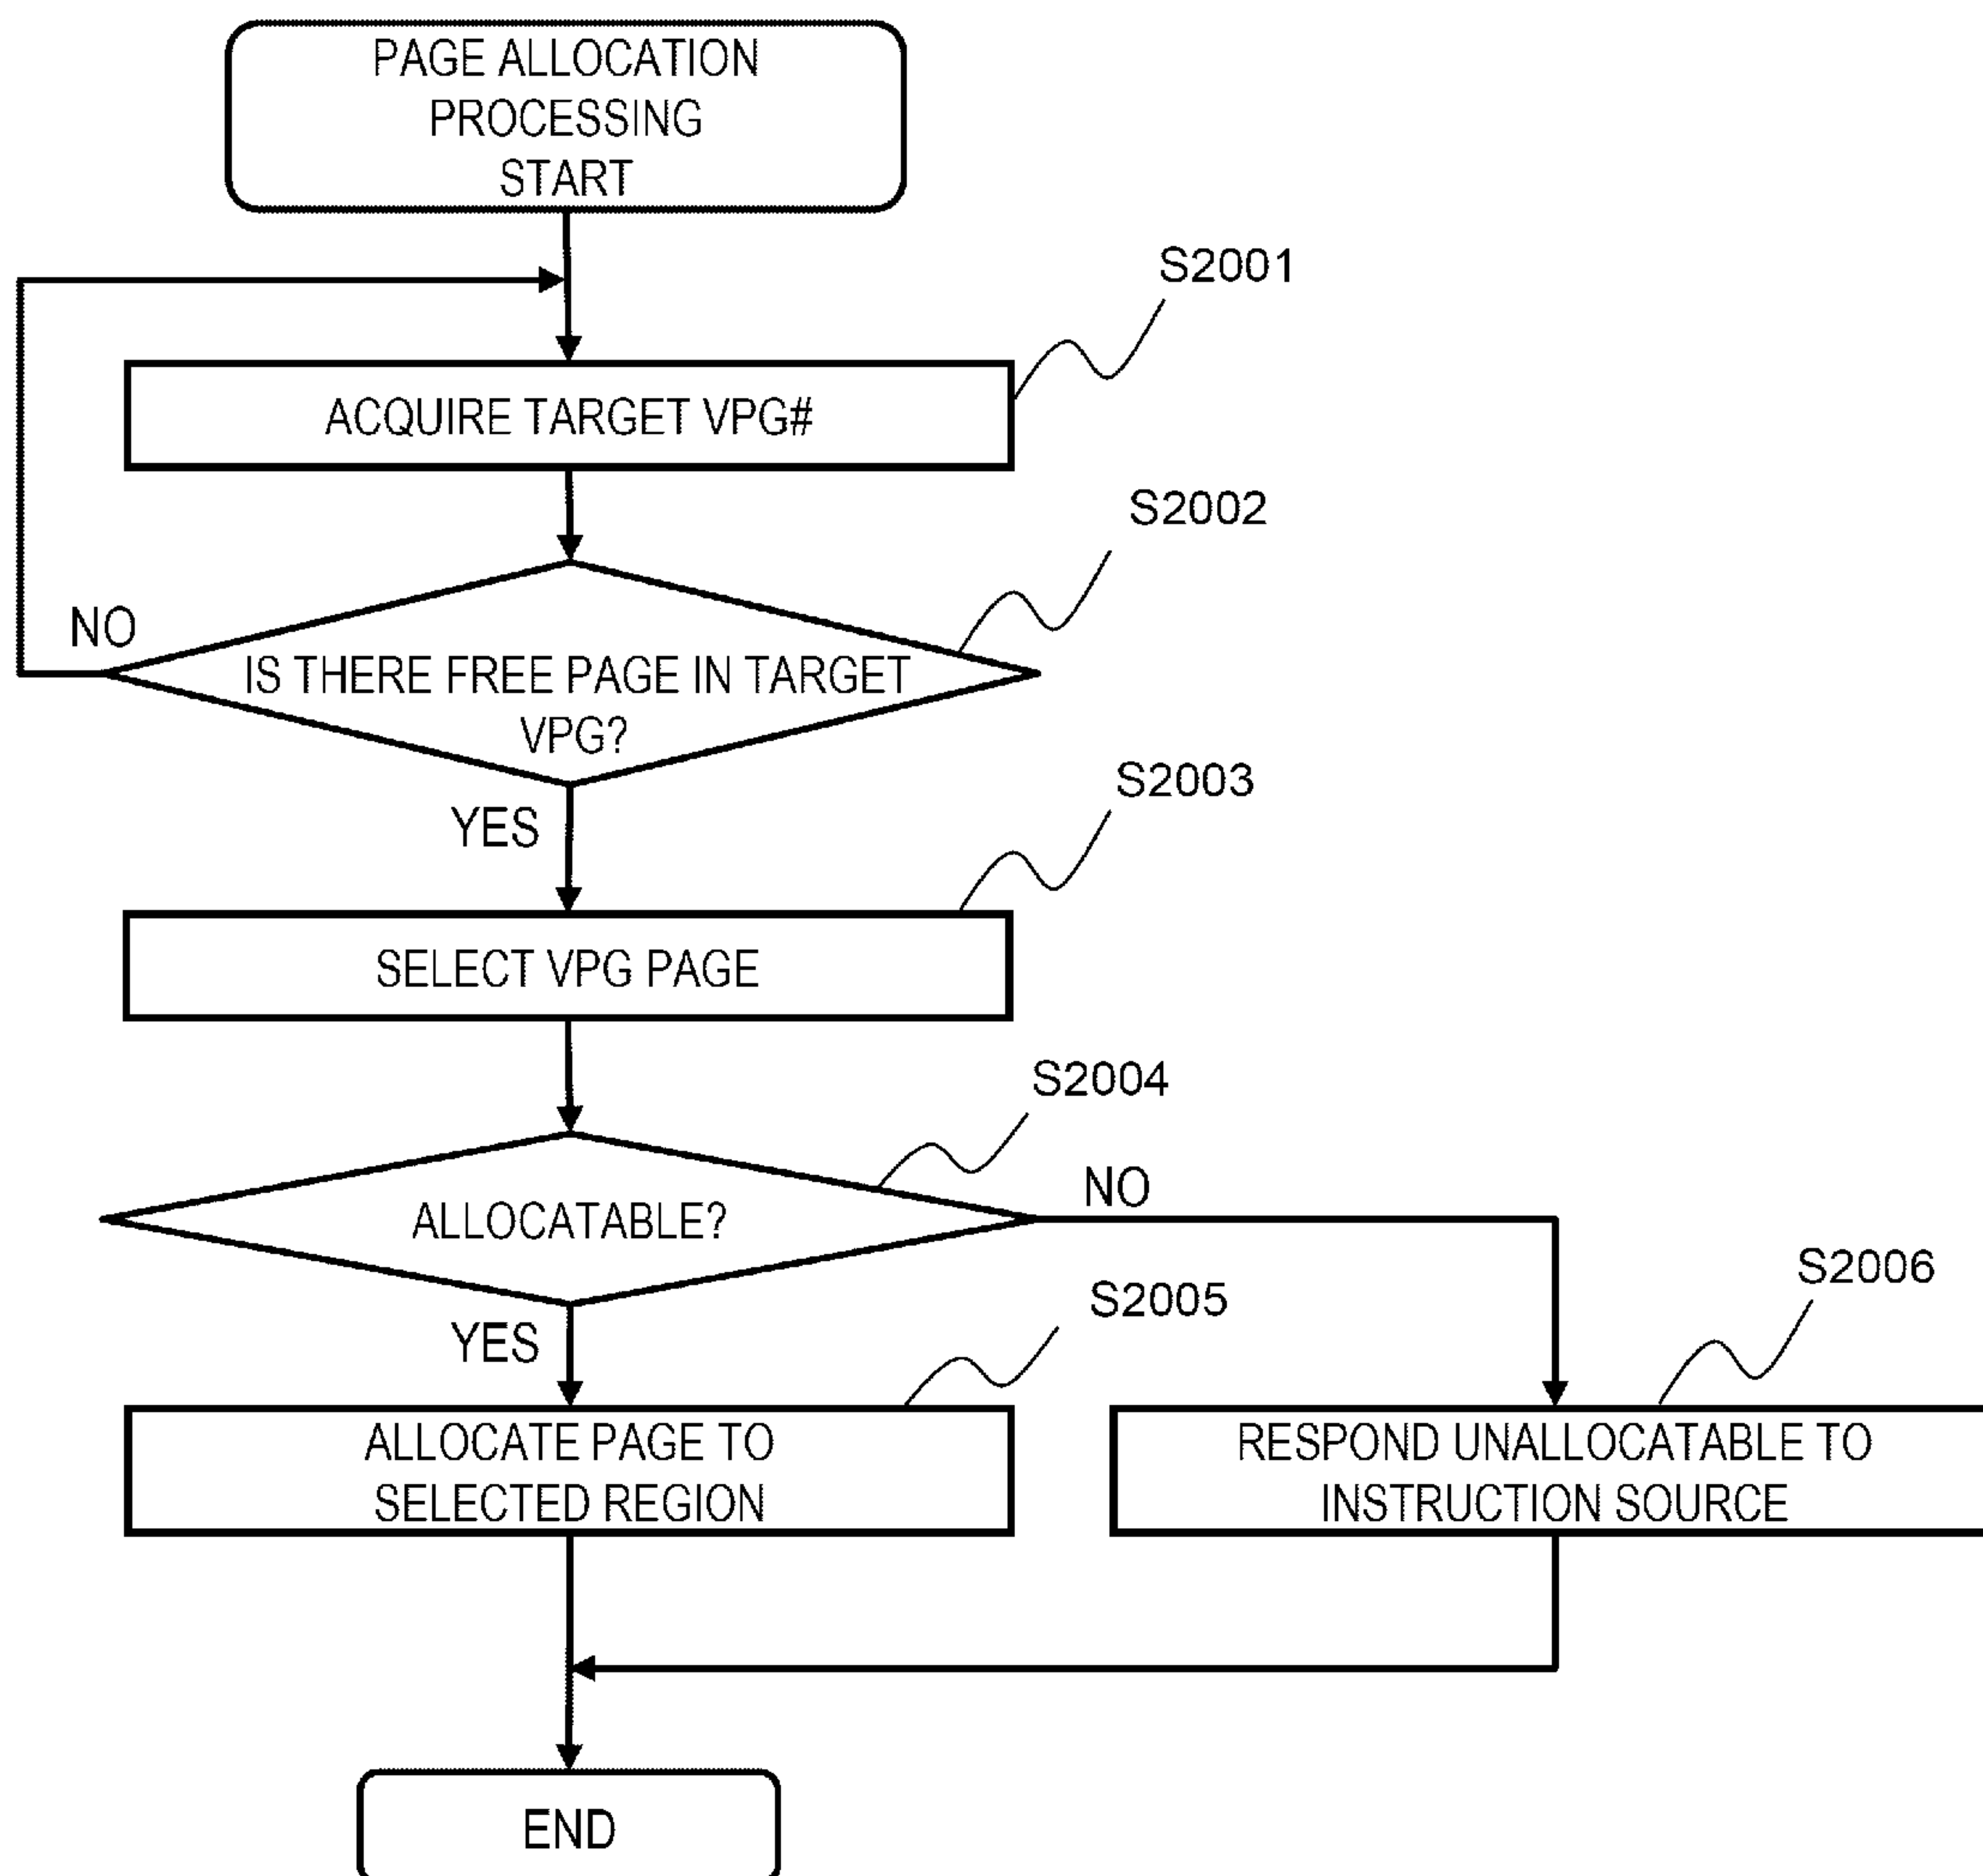 PAGE ALLOCATION
PROCESSING
START
S2001
ACQUIRE TARGET VPG#
S2002
NO
IS THERE FREE PAGE IN TARGET
VPG?
YES
S2003
SELECT VPG PAGE
S2004
ALLOCATABLE?
NO
YES
S2005
S2006
ALLOCATE PAGE TO
SELECTED REGION
RESPOND UNALLOCATABLE TO
INSTRUCTION SOURCE
END